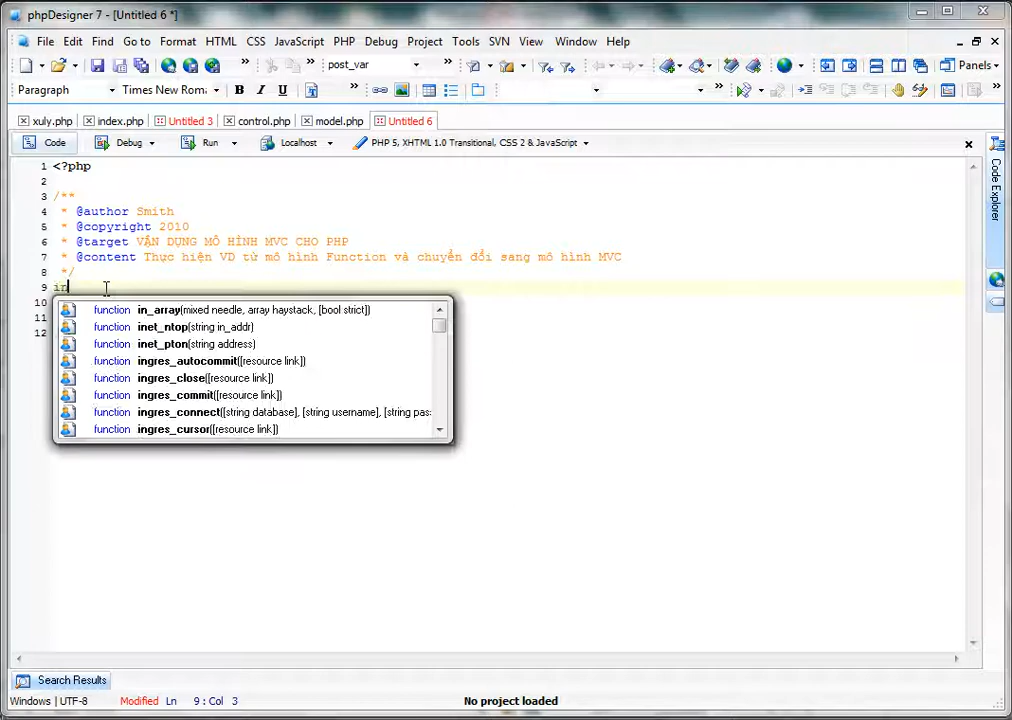 phpDesigner 7 - [Untitled 6 *]
File Edit Find Go to Format HTML CSS JavaScript PHP Debug Project Tools SVN View Window Help
post_var
Panels
Paragraph Times New Rom
B I U
xuly.php index.php Untitled 3 control.php model.php Untitled 6
Code Debug Run Localhost PHP 5, XHTML 1.0 Transitional, CSS 2 & JavaScript
1 <?php
2
3 /**
4 * @author Smith
5 * @copyright 2010
6 * @target VẬN DỤNG MÔ HÌNH MVC CHO PHP
7 * @content Thực hiện VD từ mô hình Function và chuyển đổi sang mô hình MVC
8 */
9 in
10 function in_array(mixed needle, array haystack, [bool strict])
11 function inet_ntop(string in_addr)
12 function inet_pton(string address)
function ingres_autocommit([resource link])
function ingres_close([resource link])
function ingres_commit([resource link])
function ingres_connect([string database], [string username], [string pas
function ingres_cursor([resource link])
Code Explorer
Search Results
Windows | UTF-8 Modified Ln 9 : Col 3 No project loaded